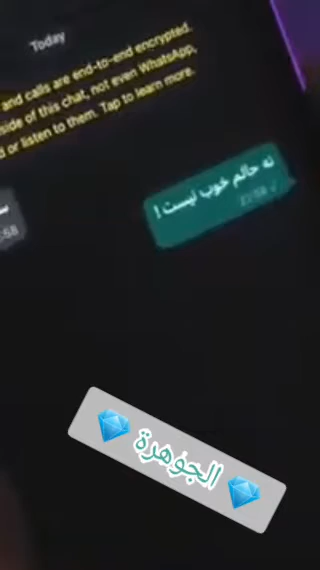 Today
and calls are end-to-end encrypted.
side of this chat, not even WhatsApp,
or listen to them. Tap to learn more.
نه حالم خوب نیست !
💎 الجوهرة 💎